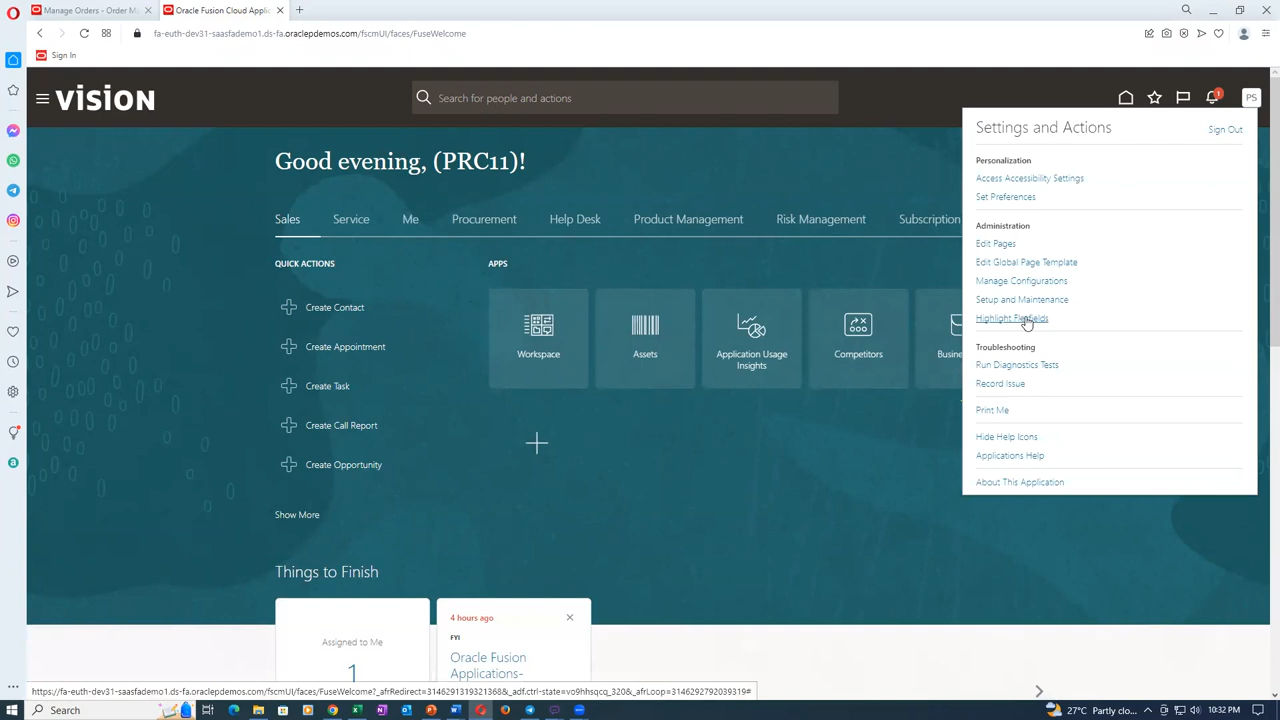 Manage Orders - Order Ma
Oracle Fusion Cloud Applic
fa-euth-dev31-saasfademo1.ds-fa.oraclepdemos.com/fscmUI/faces/FuseWelcome
Sign In
vision
Search for people and actions
1
PS
Settings and Actions
Sign Out
Personalization
Access Accessibility Settings
Set Preferences
Administration
Edit Pages
Edit Global Page Template
Manage Configurations
Setup and Maintenance
Highlight Flexfields
Troubleshooting
Run Diagnostics Tests
Record Issue
Print Me
Hide Help Icons
Applications Help
About This Application
Good evening, (PRC11)!
Sales Service Me Procurement Help Desk Product Management Risk Management Subscription
QUICK ACTIONS
Create Contact
Create Appointment
Create Task
Create Call Report
Create Opportunity
Show More
APPS
Workspace
Assets
Application Usage
Insights
Competitors
Busin
Things to Finish
Assigned to Me
1
4 hours ago
FYI
Oracle Fusion
Applications-
https://fa-euth-dev31-saasfademo1.ds-fa.oraclepdemos.com/fscmUI/faces/FuseWelcome?_afrRedirect=3146291319321368&_adf.ctrl-state=vo9hhsqcq_320&_afrLoop=3146292792039319#
Search
27°C Partly clo...
10:32 PM